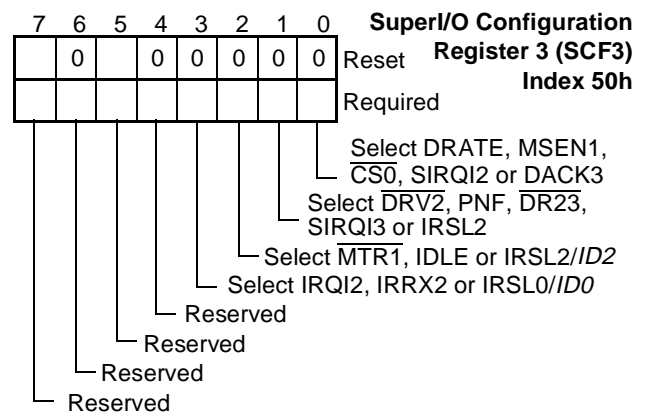 7 6 5 4 3 2 1 0
SuperI/O Configuration
Register 3 (SCF3)
Index 50h
0 0 0 0 0 0 Reset
Required
Select DRATE, MSEN1,
CS0, SIRQI2 or DACK3
Select DRV2, PNF, DR23,
SIRQI3 or IRSL2
Select MTR1, IDLE or IRSL2/ID2
Select IRQI2, IRRX2 or IRSL0/ID0
Reserved
Reserved
Reserved
Reserved